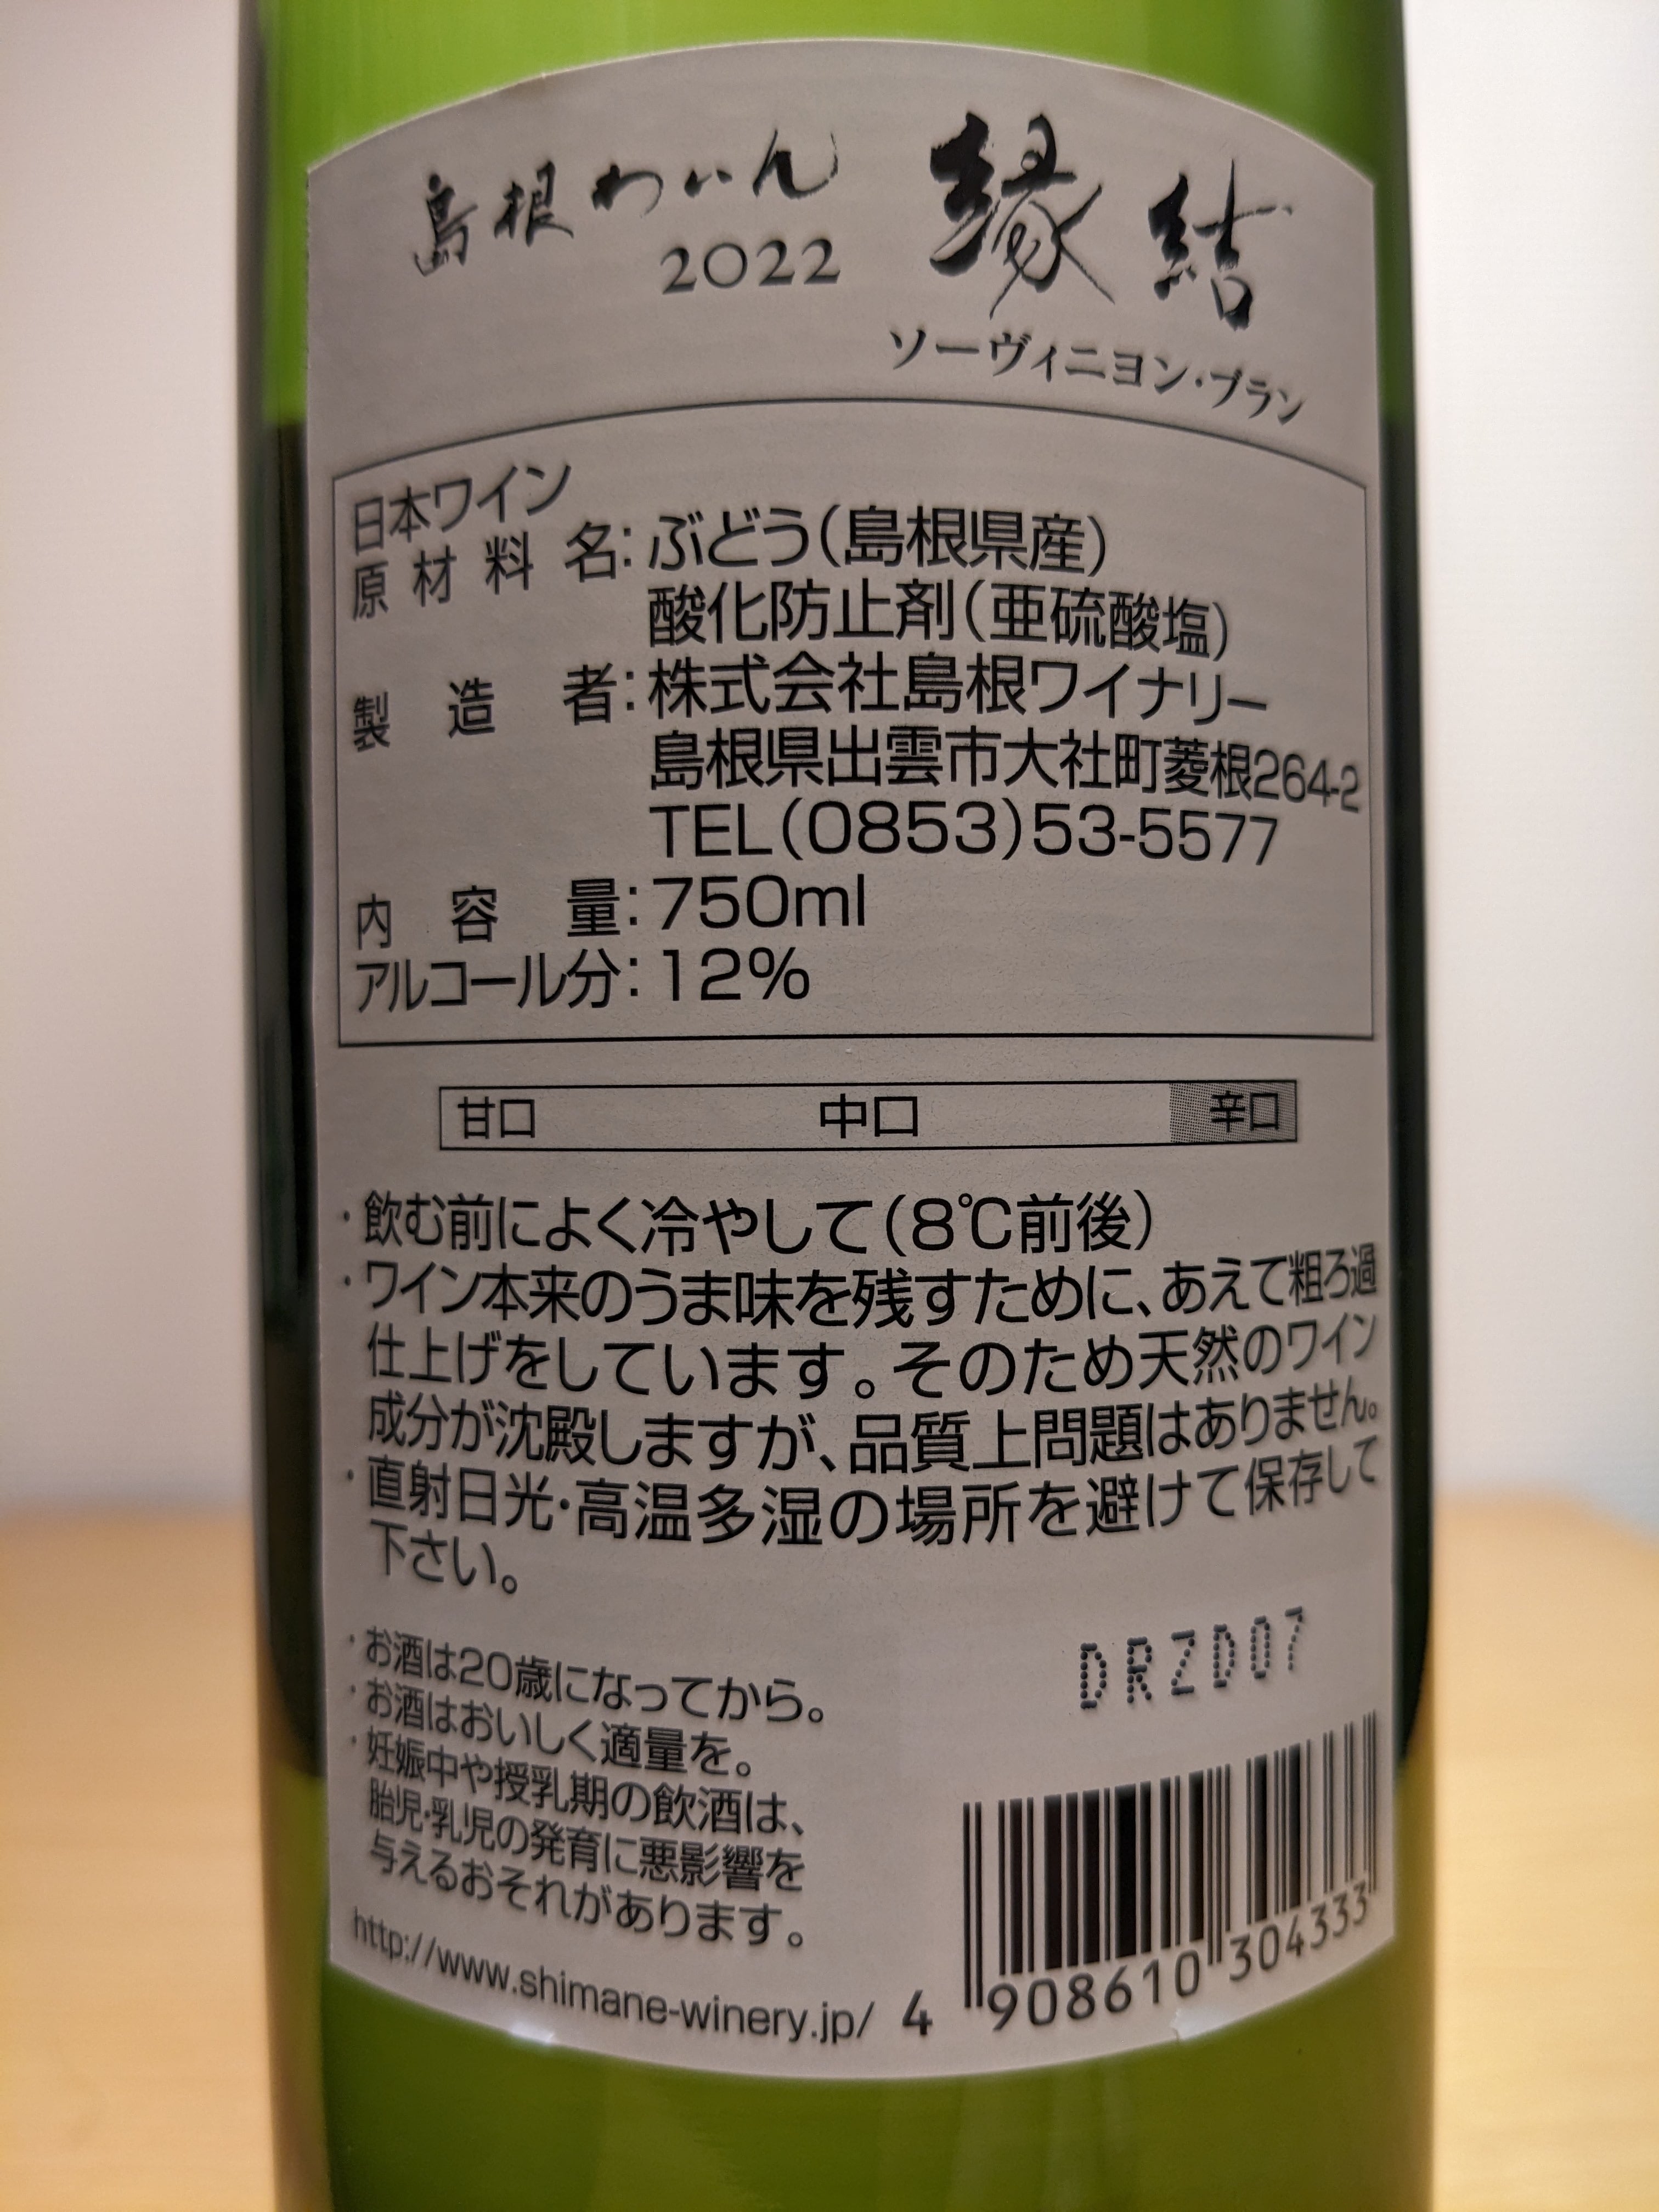 島根わいん 縁結
2022
ソーヴィニヨン・ブラン
日本ワイン
原材料名:ぶどう(島根県産)
酸化防止剤(亜硫酸塩)
製造者:株式会社島根ワイナリー
島根県出雲市大社町菱根264-2
TEL(0853)53-5577
内容量:750ml
アルコール分:12%
甘口 中口 辛口
・飲む前によく冷やして(8℃前後)
・ワイン本来のうま味を残すために、あえて粗ろ過
仕上げをしています。そのため天然のワイン
成分が沈殿しますが、品質上問題はありません。
・直射日光・高温多湿の場所を避けて保存して
下さい。
DRZD07
・お酒は20歳になってから。
・お酒はおいしく適量を。
・妊娠中や授乳期の飲酒は、
胎児・乳児の発育に悪影響を
与えるおそれがあります。
http://www.shimane-winery.jp/
4 908610 304333